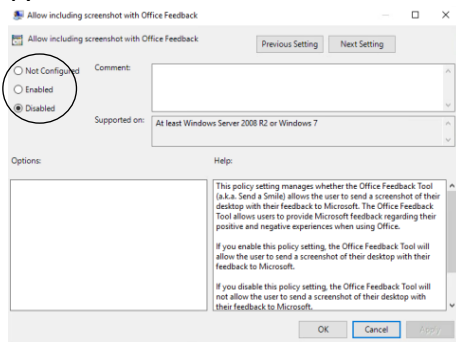 Allow including screenshot with Office Feedback
Allow including screenshot with Office Feedback
Previous Setting
Next Setting
Not Configured
Enabled
Disabled
Comment:
Supported on:
At least Windows Server 2008 R2 or Windows 7
Options:
Help:
This policy setting manages whether the Office Feedback Tool
(a.k.a. Send a Smile) allows the user to send a screenshot of their
desktop with their feedback to Microsoft. The Office Feedback
Tool allows users to provide Microsoft feedback regarding their
positive and negative experiences when using Office.
If you enable this policy setting, the Office Feedback Tool will
allow the user to send a screenshot of their desktop with their
feedback to Microsoft.
If you disable this policy setting, the Office Feedback Tool will
not allow the user to send a screenshot of their desktop with
their feedback to Microsoft.
OK
Cancel
Apply